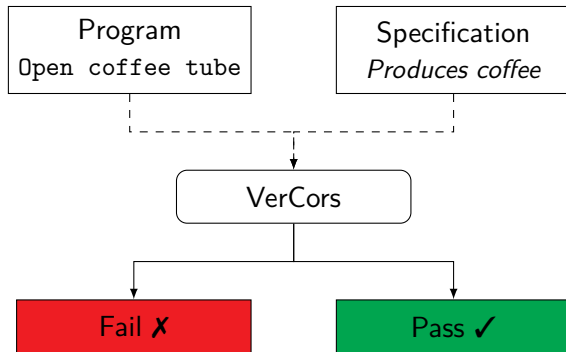 Program
Open coffee tube
Specification
Produces coffee
VerCors
Fail ✗
Pass ✓